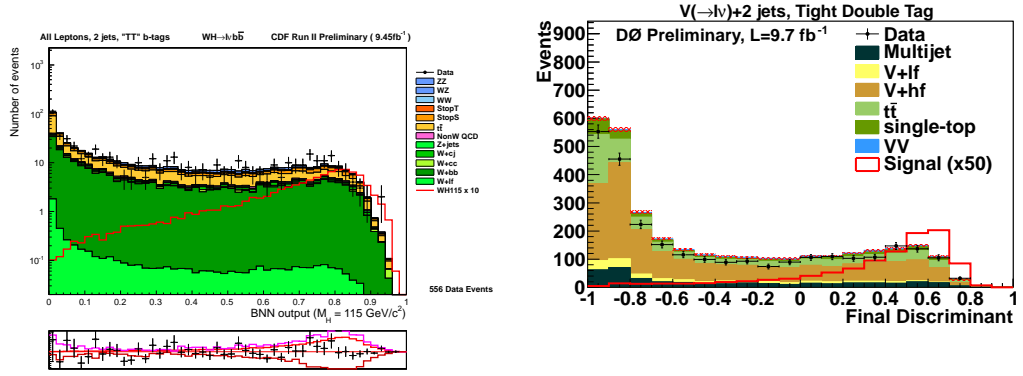 All Leptons, 2 jets, "TT" b-tags WH→lνbb̄ CDF Run II Preliminary ( 9.45fb⁻¹)
Number of events
10²
10
1
10⁻¹
0 0.1 0.2 0.3 0.4 0.5 0.6 0.7 0.8 0.9 1
BNN output (M_H = 115 GeV/c²)
Data
ZZ
WZ
WW
StopT
StopS
tt̄
NonW QCD
Z+jets
W+cj
W+cc
W+bb
W+lf
WH115 x 10
556 Data Events
V(→lν)+2 jets, Tight Double Tag
DØ Preliminary, L=9.7 fb⁻¹
Events
900
800
700
600
500
400
300
200
100
0
-1 -0.8 -0.6 -0.4 -0.2 0 0.2 0.4 0.6 0.8 1
Final Discriminant
Data
Multijet
V+lf
V+hf
tt̄
single-top
VV
Signal (x50)